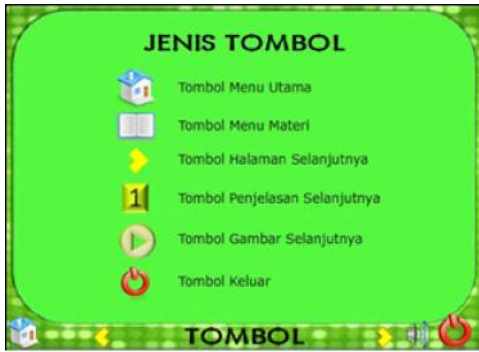 JENIS TOMBOL
Tombol Menu Utama
Tombol Menu Materi
Tombol Halaman Selanjutnya
1
Tombol Penjelasan Selanjutnya
Tombol Gambar Selanjutnya
Tombol Keluar
TOMBOL